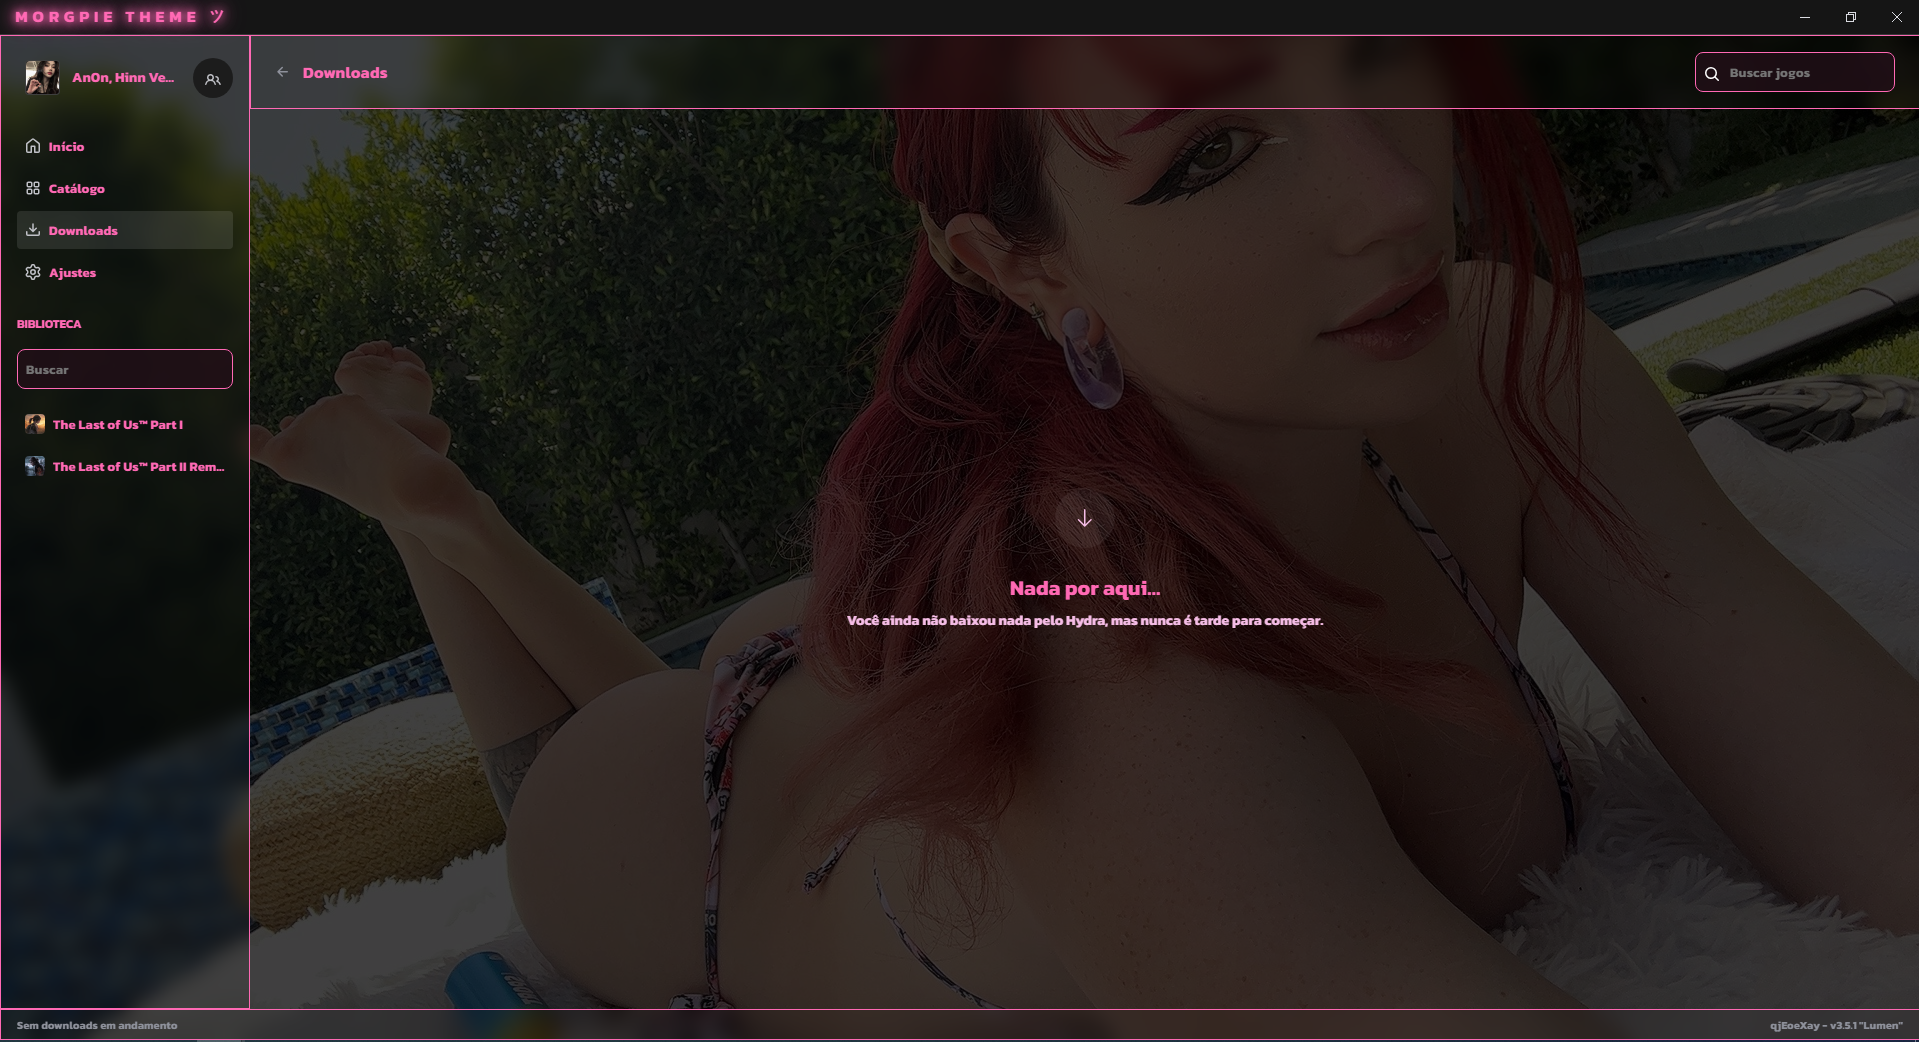 MORGPIE THEME ツ
An0n, Hinn Ve...
Início
Catálogo
Downloads
Ajustes
BIBLIOTECA
Buscar
The Last of Us™ Part I
The Last of Us™ Part II Rem...
Downloads
Buscar jogos
Nada por aqui...
Você ainda não baixou nada pelo Hydra, mas nunca é tarde para começar.
Sem downloads em andamento
qjEoeXay - v3.5.1 "Lumen"